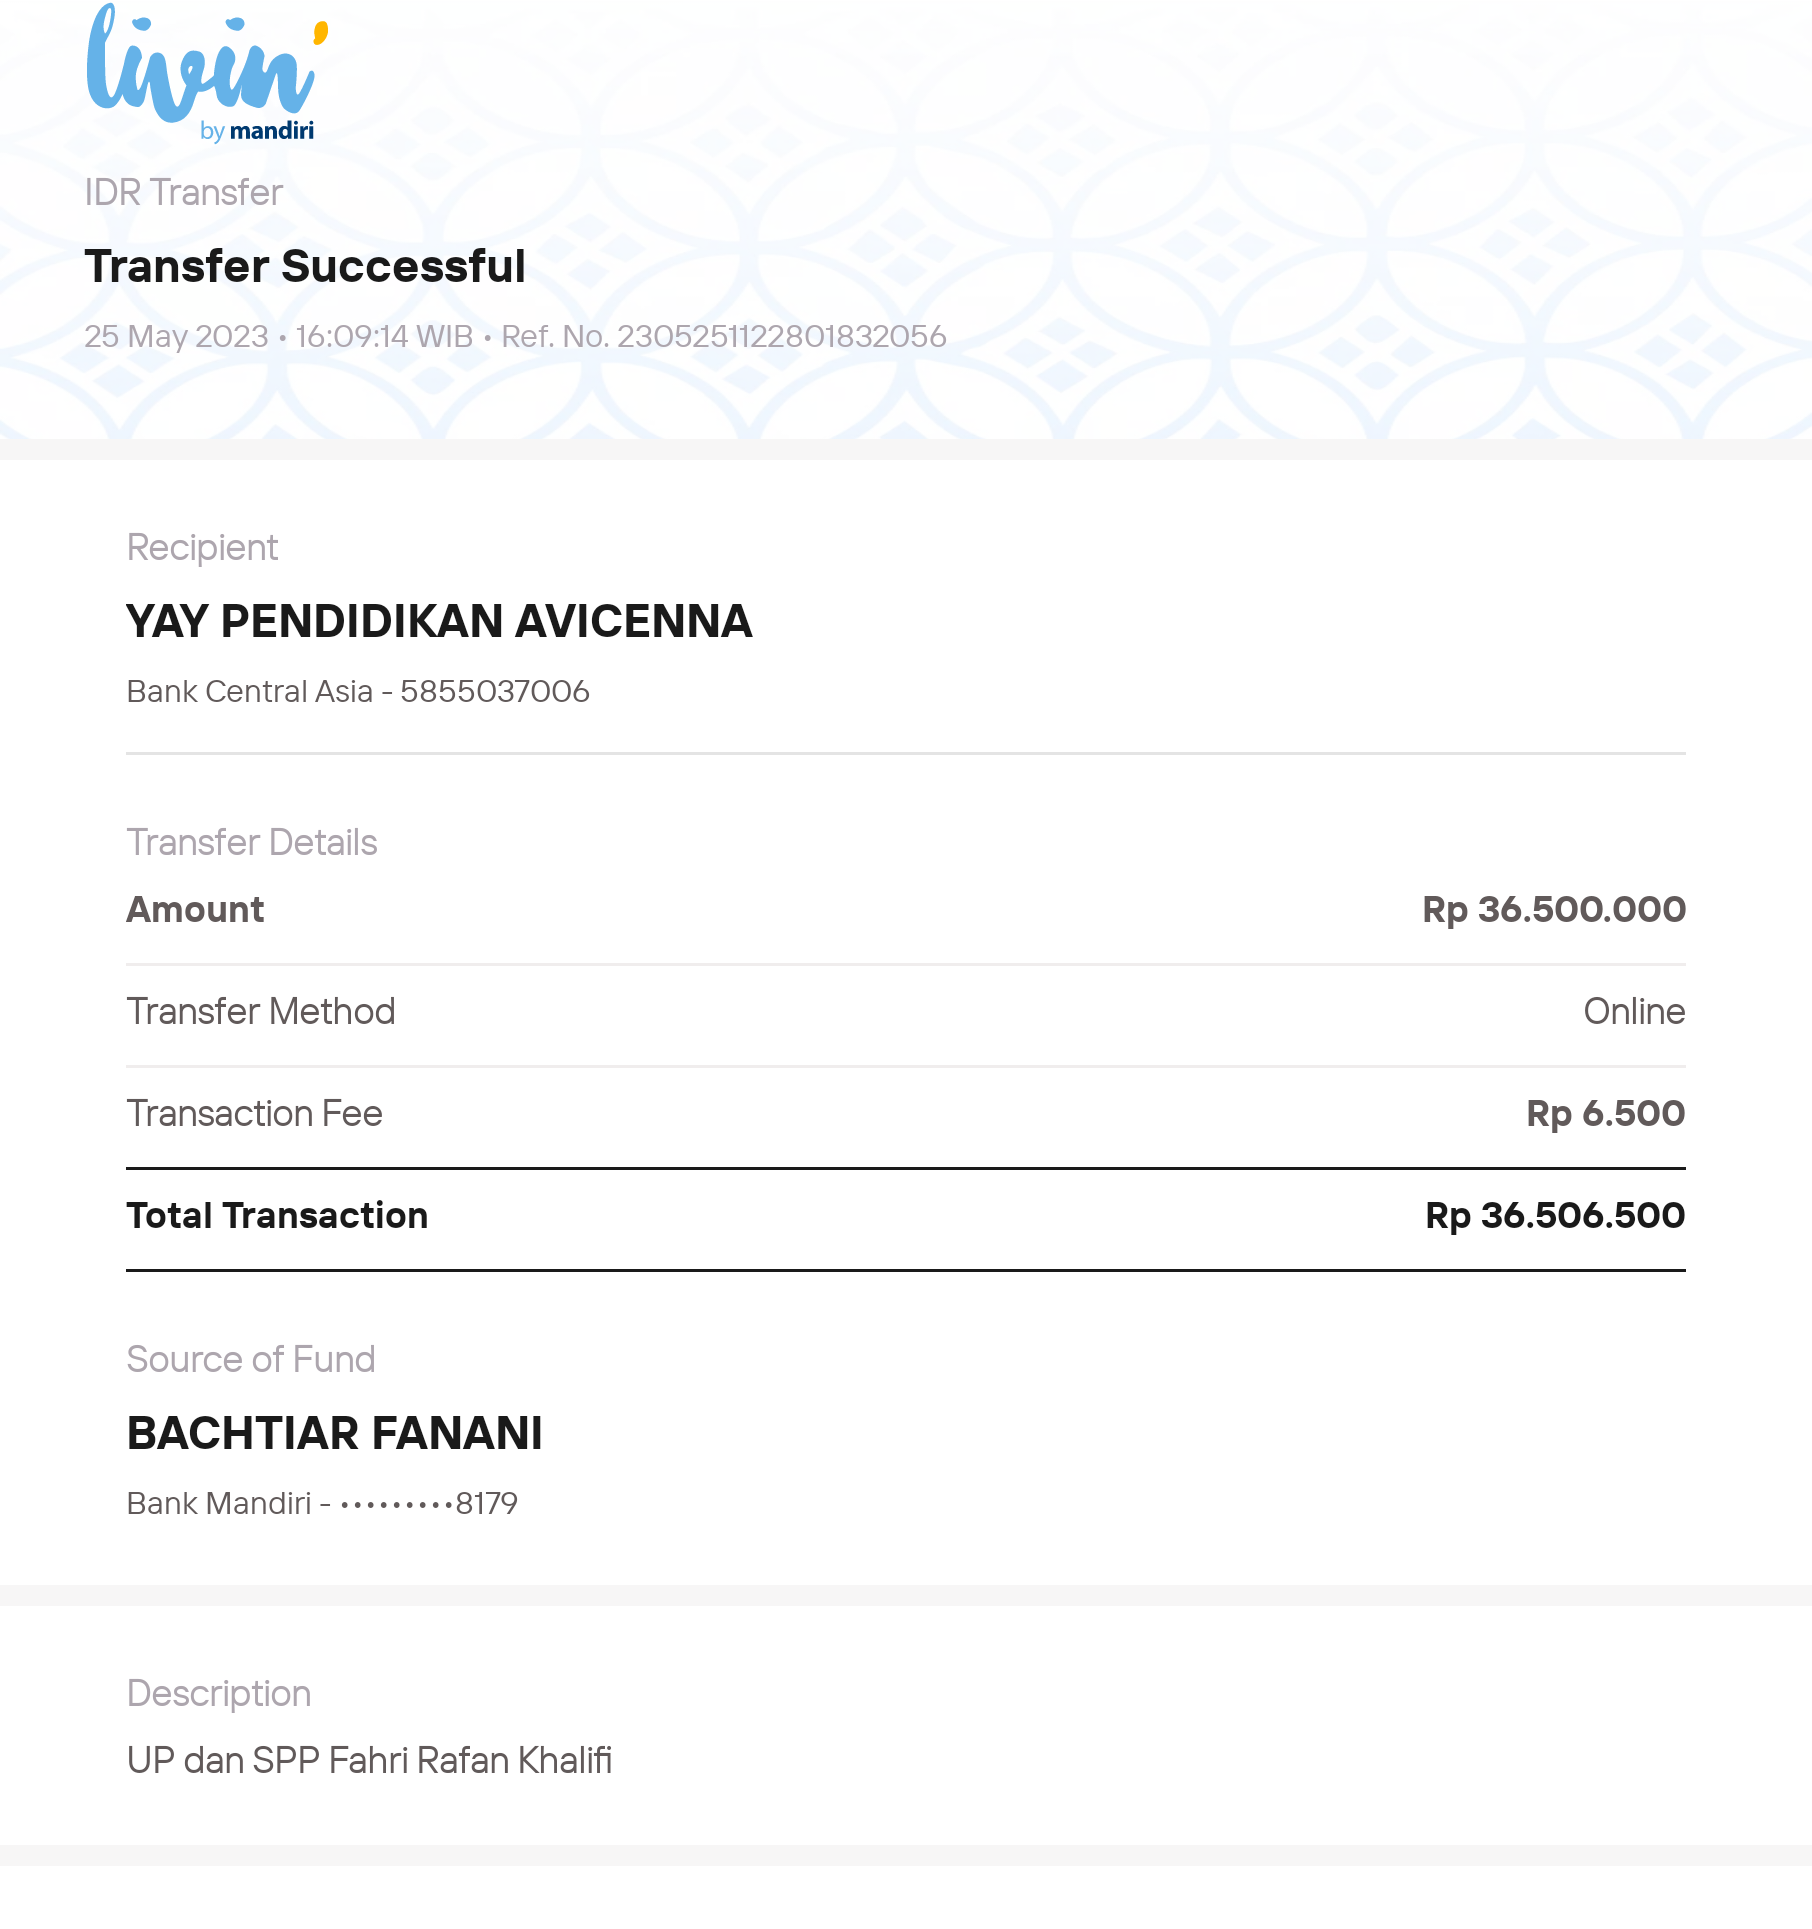 livin'
by mandiri
IDR Transfer
Transfer Successful
25 May 2023 • 16:09:14 WIB • Ref. No. 2305251122801832056
Recipient
YAY PENDIDIKAN AVICENNA
Bank Central Asia - 5855037006
Transfer Details
Amount Rp 36.500.000
Transfer Method Online
Transaction Fee Rp 6.500
Total Transaction Rp 36.506.500
Source of Fund
BACHTIAR FANANI
Bank Mandiri - •••••••••8179
Description
UP dan SPP Fahri Rafan Khalifi